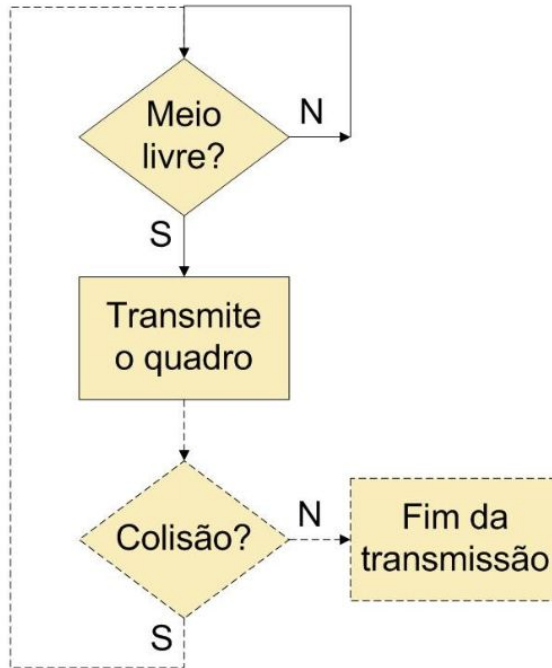 Meio
livre?
N
S
Transmite
o quadro
Colisão?
N
Fim da
transmissão
S